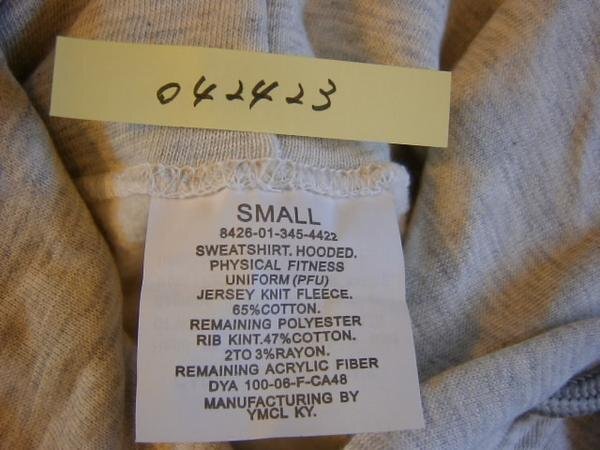 042423
SMALL
8426-01-345-4422
SWEATSHIRT. HOODED.
PHYSICAL FITNESS
UNIFORM (PFU)
JERSEY KNIT FLEECE.
65%COTTON.
REMAINING POLYESTER
RIB KINT.47%COTTON.
2TO 3%RAYON.
REMAINING ACRYLIC FIBER
DYA 100-06-F-CA48
MANUFACTURING BY
YMCL KY.